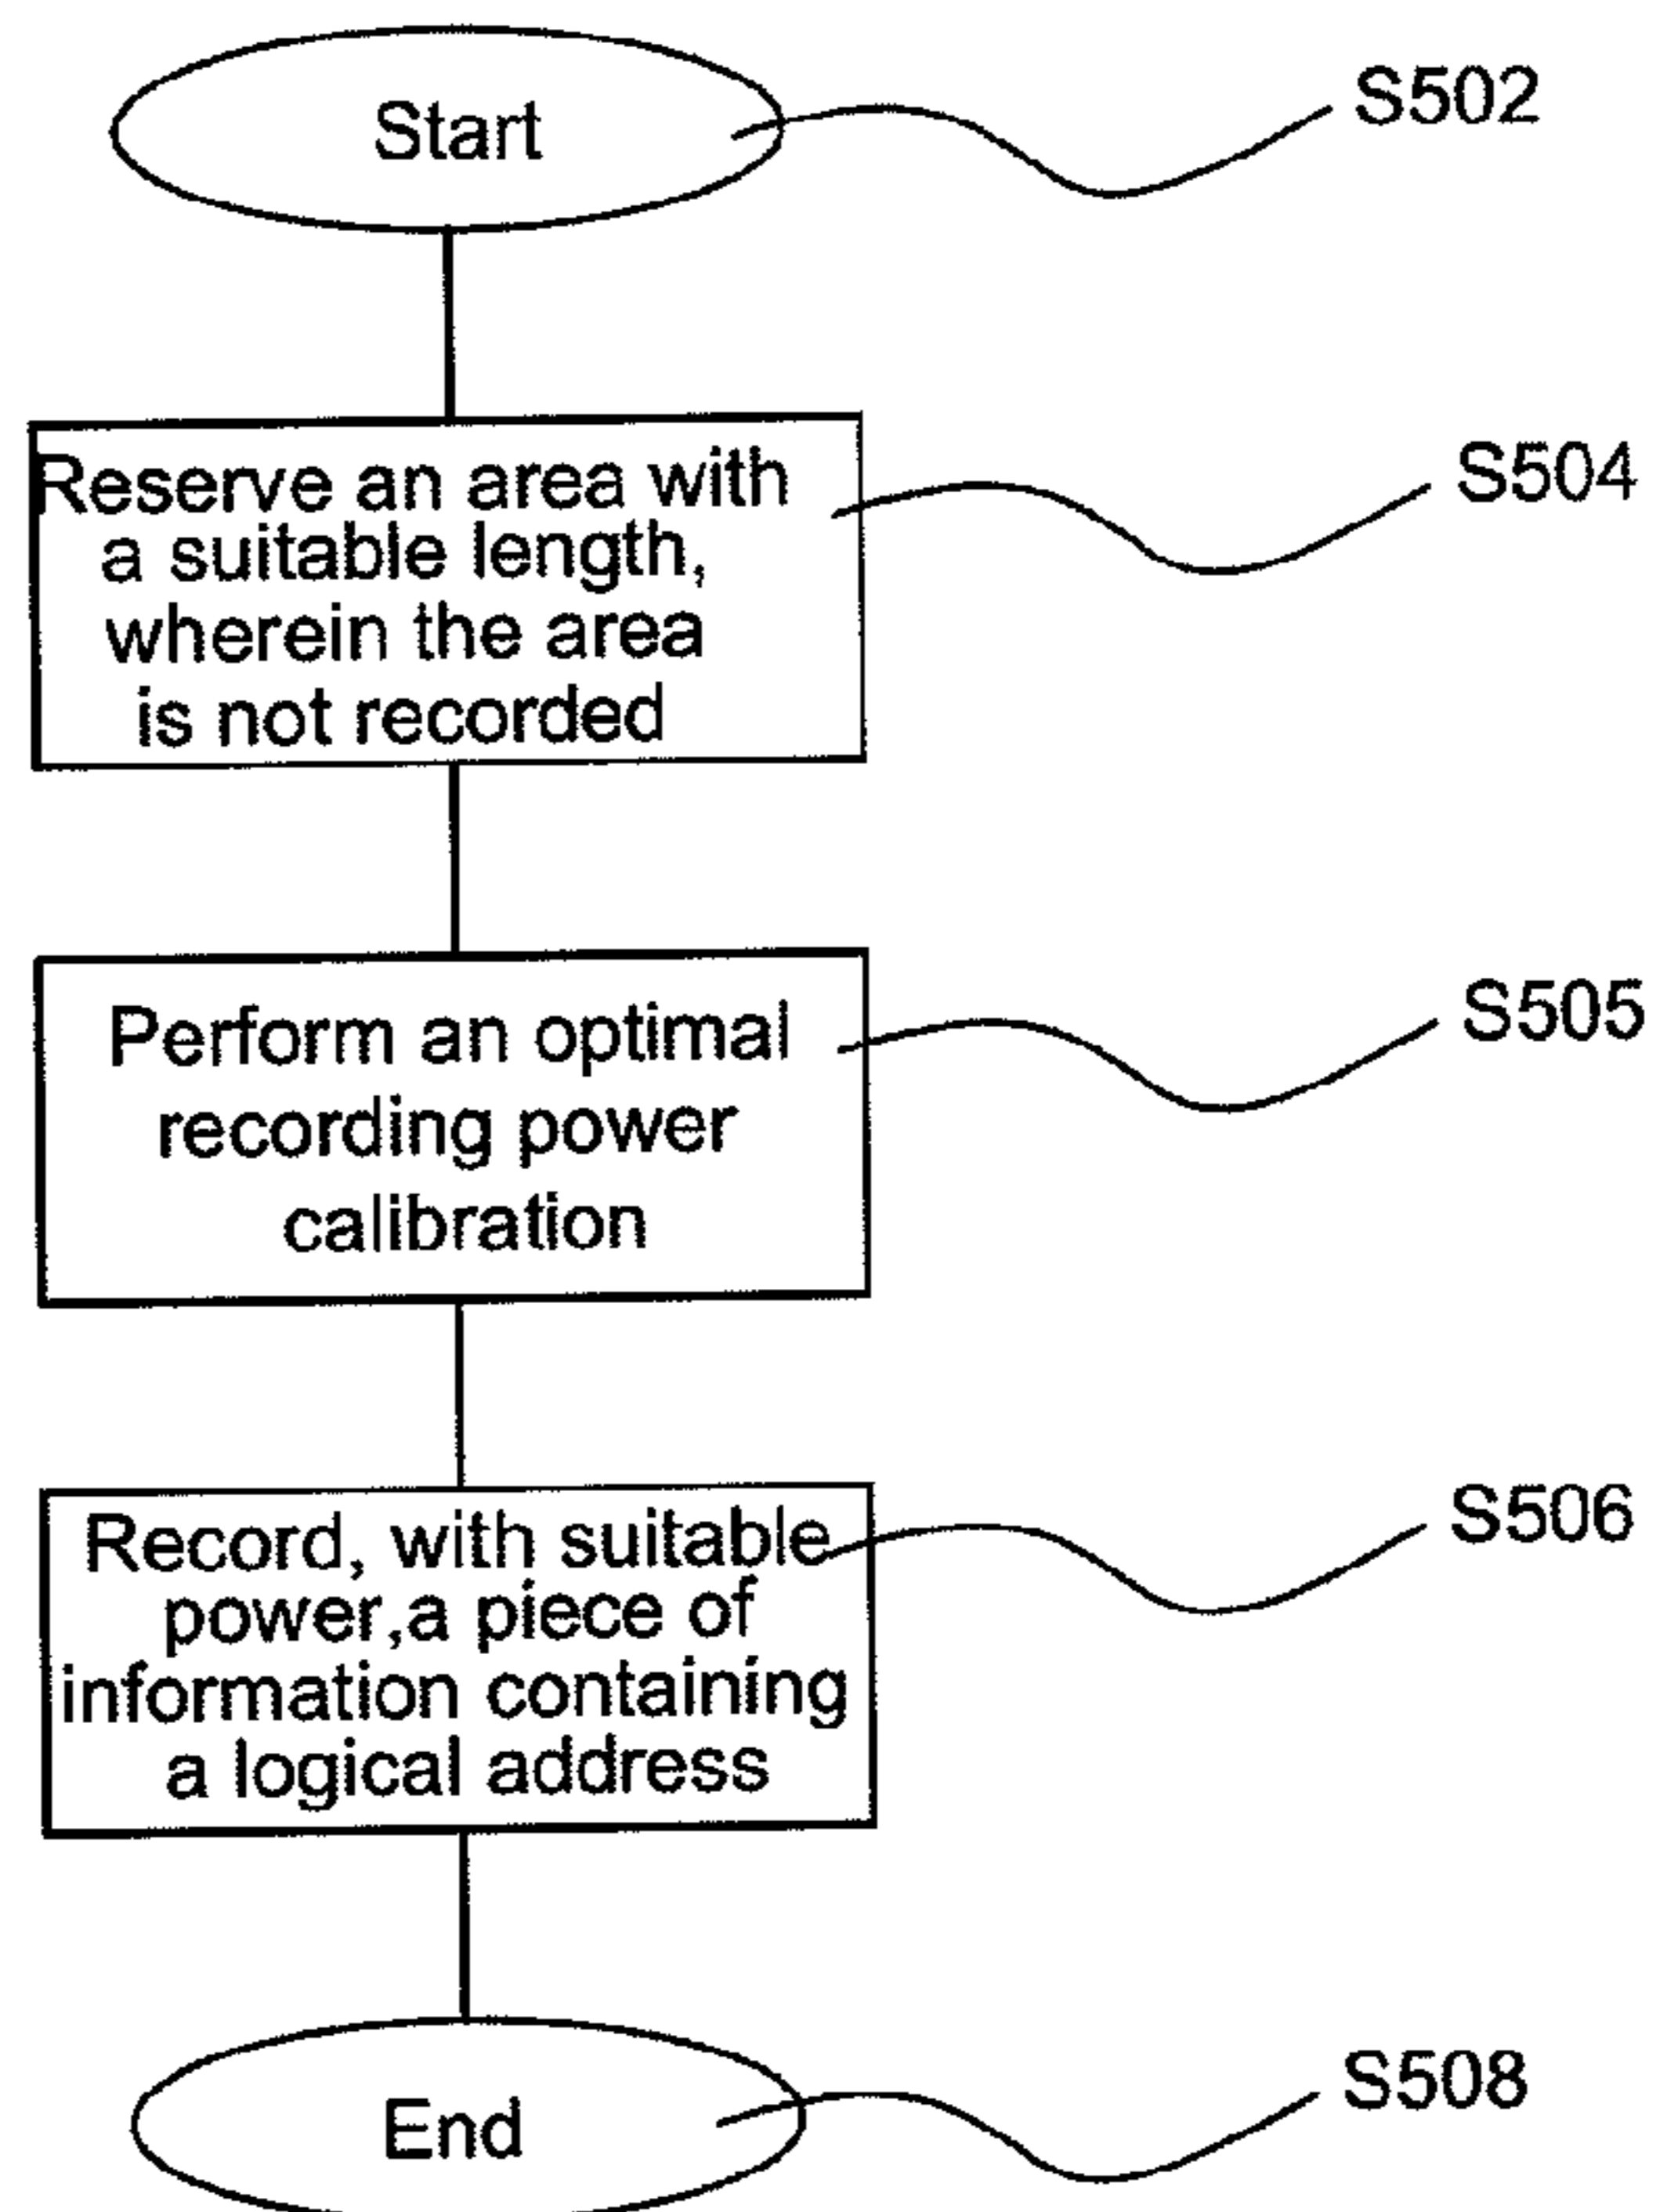 Start
S502
Reserve an area with
a suitable length,
wherein the area
is not recorded
S504
Perform an optimal
recording power
calibration
S505
Record, with suitable
power,a piece of
information containing
a logical address
S506
End
S508